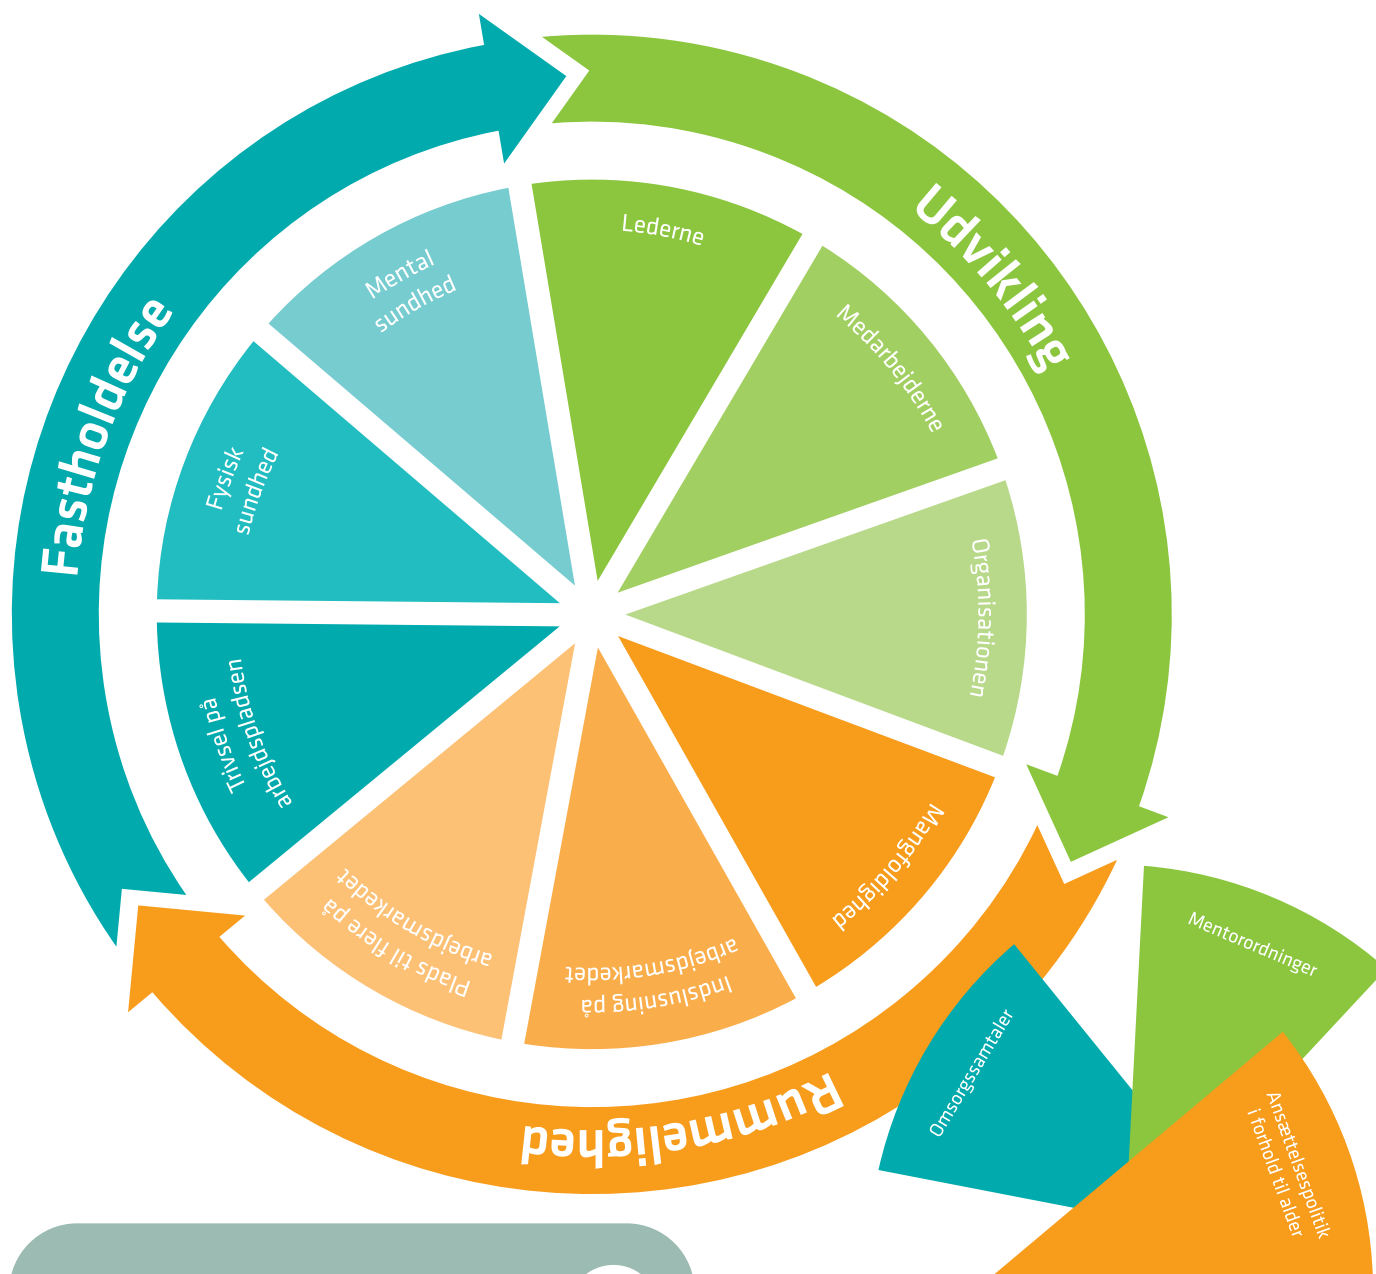 Udvikling
Lederne
Medarbejderne
Organisationen
Rummelighed
Mangfoldighed
Indslusning på
arbejdsmarkedet
Plads til flere på
arbejdsmarkedet
Fastholdelse
Trivsel på
arbejdspladsen
Fysisk
sundhed
Mental
sundhed
Mentorordninger
Omsorgssamtaler
Ansættelsespolitik
i forhold til alder